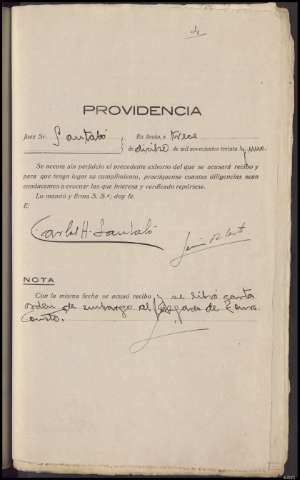 4
PROVIDENCIA
Juez Sr. Santaló
En Soria a trece
de dicibre de mil novecientos treinta y nueve.
Se acepta sin perjuicio el precedente exhorto del que se acusará recibo y
para que tenga lugar su cumplimiento, practíquense cuantas diligencias sean
conducentes a evacuar las que interesa y verificado repórtese.
Lo mandó y firma S. S.ª; doy fe.
E.
Carlos H. Santaló
NOTA
Con la misma fecha se acusó recibo y se libró carta
orden de embargo al Juzgado de